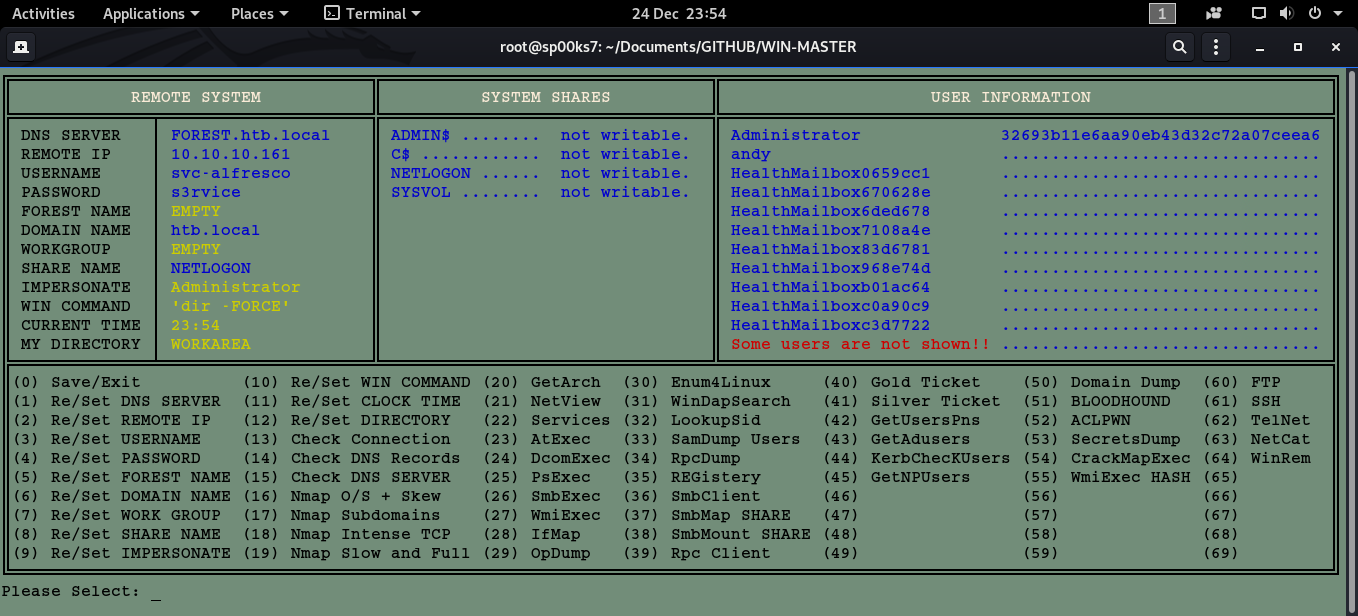 Activities Applications Places Terminal 24 Dec 23:54 1
root@sp00ks7: ~/Documents/GITHUB/WIN-MASTER
REMOTE SYSTEM SYSTEM SHARES USER INFORMATION
DNS SERVER FOREST.htb.local ADMIN$ ........ not writable. Administrator 32693b11e6aa90eb43d32c72a07ceea6
REMOTE IP 10.10.10.161 C$ ............ not writable. andy ................................
USERNAME svc-alfresco NETLOGON ...... not writable. HealthMailbox0659cc1 ................................
PASSWORD s3rvice SYSVOL ........ not writable. HealthMailbox670628e ................................
FOREST NAME EMPTY HealthMailbox6ded678 ................................
DOMAIN NAME htb.local HealthMailbox7108a4e ................................
WORKGROUP EMPTY HealthMailbox83d6781 ................................
SHARE NAME NETLOGON HealthMailbox968e74d ................................
IMPERSONATE Administrator HealthMailboxb01ac64 ................................
WIN COMMAND 'dir -FORCE' HealthMailboxc0a90c9 ................................
CURRENT TIME 23:54 HealthMailboxc3d7722 ................................
MY DIRECTORY WORKAREA Some users are not shown!! ................................
(0) Save/Exit (10) Re/Set WIN COMMAND (20) GetArch (30) Enum4Linux (40) Gold Ticket (50) Domain Dump (60) FTP
(1) Re/Set DNS SERVER (11) Re/Set CLOCK TIME (21) NetView (31) WinDapSearch (41) Silver Ticket (51) BLOODHOUND (61) SSH
(2) Re/Set REMOTE IP (12) Re/Set DIRECTORY (22) Services (32) LookupSid (42) GetUsersPns (52) ACLPWN (62) TelNet
(3) Re/Set USERNAME (13) Check Connection (23) AtExec (33) SamDump Users (43) GetAdusers (53) SecretsDump (63) NetCat
(4) Re/Set PASSWORD (14) Check DNS Records (24) DcomExec (34) RpcDump (44) KerbChecKUsers (54) CrackMapExec (64) WinRem
(5) Re/Set FOREST NAME (15) Check DNS SERVER (25) PsExec (35) REGistery (45) GetNPUsers (55) WmiExec HASH (65)
(6) Re/Set DOMAIN NAME (16) Nmap O/S + Skew (26) SmbExec (36) SmbClient (46) (56) (66)
(7) Re/Set WORK GROUP (17) Nmap Subdomains (27) WmiExec (37) SmbMap SHARE (47) (57) (67)
(8) Re/Set SHARE NAME (18) Nmap Intense TCP (28) IfMap (38) SmbMount SHARE (48) (58) (68)
(9) Re/Set IMPERSONATE (19) Nmap Slow and Full (29) OpDump (39) Rpc Client (49) (59) (69)
Please Select: _